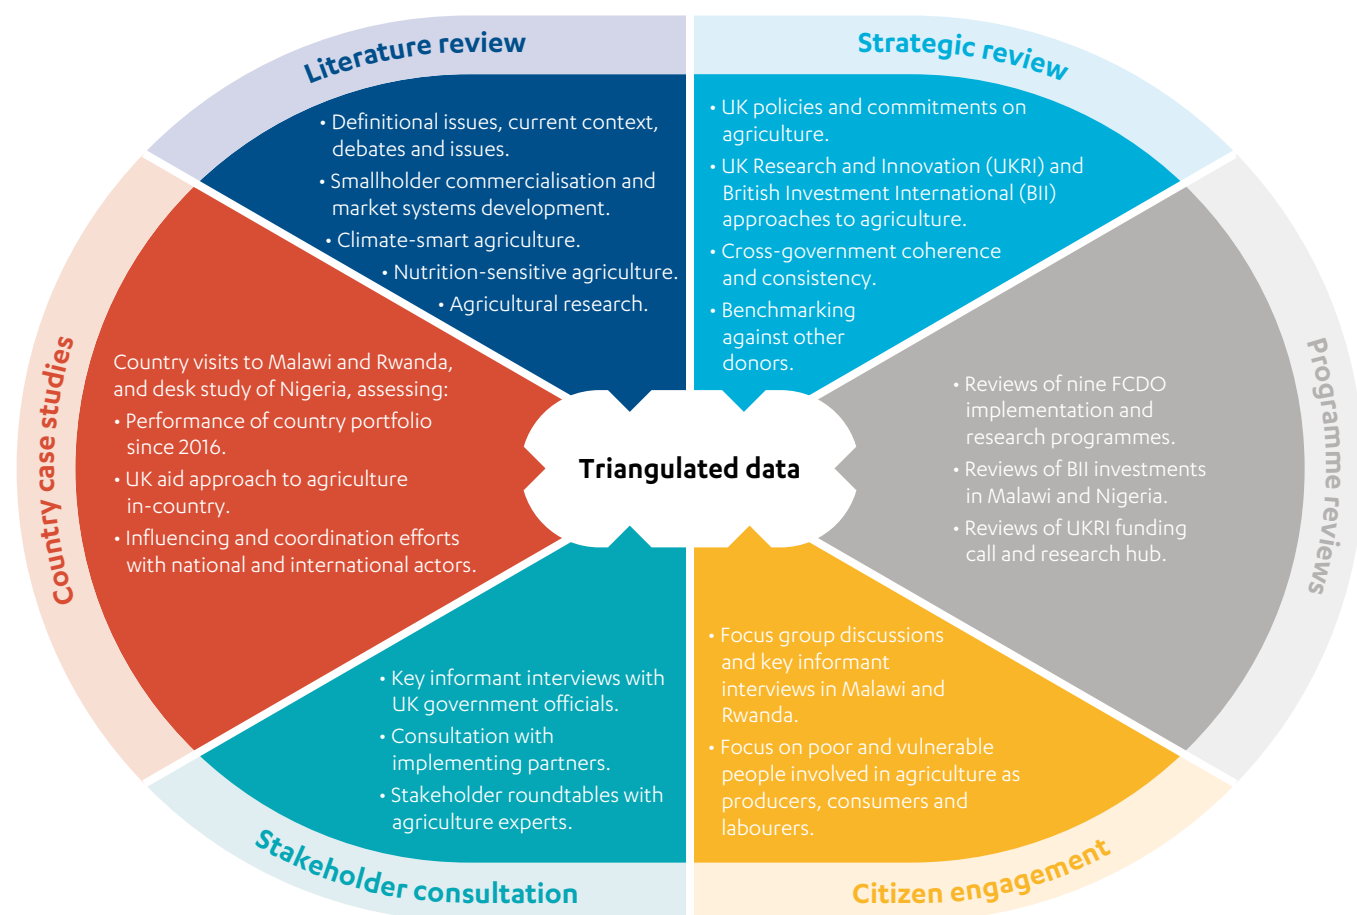 Literature review
• Definitional issues, current context,
debates and issues.
• Smallholder commercialisation and
market systems development.
• Climate-smart agriculture.
• Nutrition-sensitive agriculture.
• Agricultural research.
Strategic review
• UK policies and commitments on
agriculture.
• UK Research and Innovation (UKRI) and
British Investment International (BII)
approaches to agriculture.
• Cross-government coherence
and consistency.
• Benchmarking
against other
donors.
Country case studies
Country visits to Malawi and Rwanda,
and desk study of Nigeria, assessing:
• Performance of country portfolio
since 2016.
• UK aid approach to agriculture
in-country.
• Influencing and coordination efforts
with national and international actors.
Triangulated data
Programme reviews
• Reviews of nine FCDO
implementation and
research programmes.
• Reviews of BII investments
in Malawi and Nigeria.
• Reviews of UKRI funding
call and research hub.
• Key informant interviews with
UK government officials.
• Consultation with
implementing partners.
• Stakeholder roundtables with
agriculture experts.
Stakeholder consultation
• Focus group discussions
and key informant
interviews in Malawi and
Rwanda.
• Focus on poor and vulnerable
people involved in agriculture as
producers, consumers and
labourers.
Citizen engagement